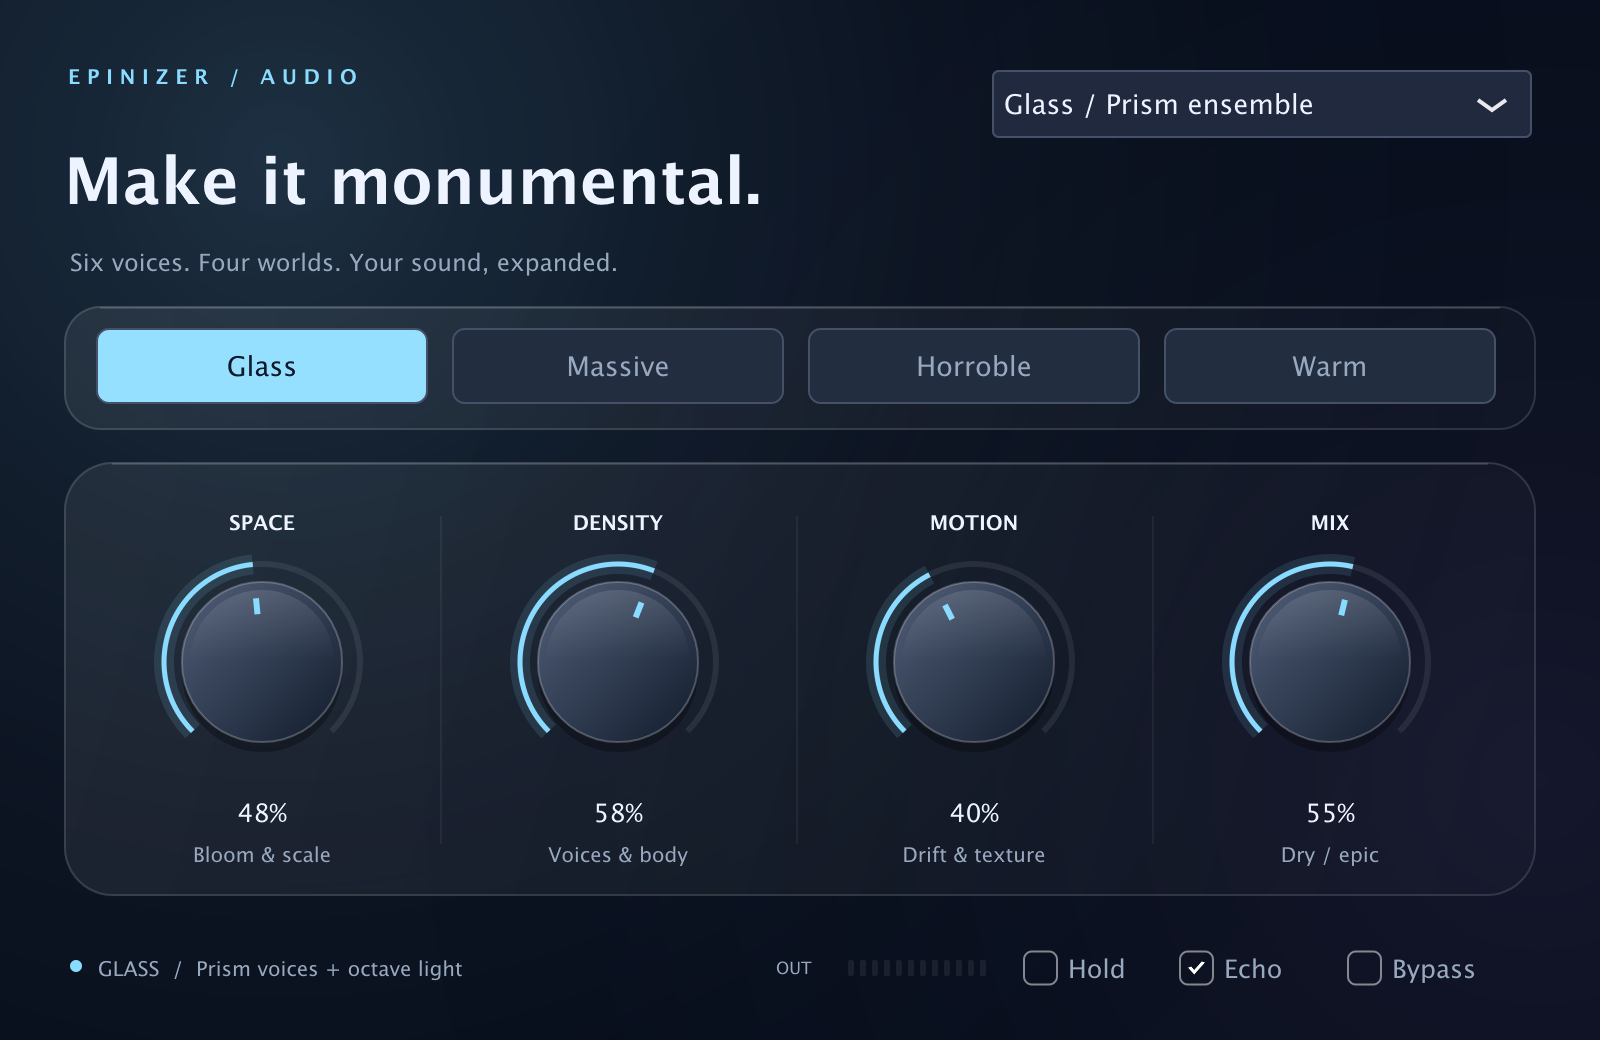 EPINIZER / AUDIO
Glass / Prism ensemble
Make it monumental.
Six voices. Four worlds. Your sound, expanded.
Glass
Massive
Horroble
Warm
SPACE
DENSITY
MOTION
MIX
48%
58%
40%
55%
Bloom & scale
Voices & body
Drift & texture
Dry / epic
GLASS / Prism voices + octave light
OUT
Hold
Echo
Bypass